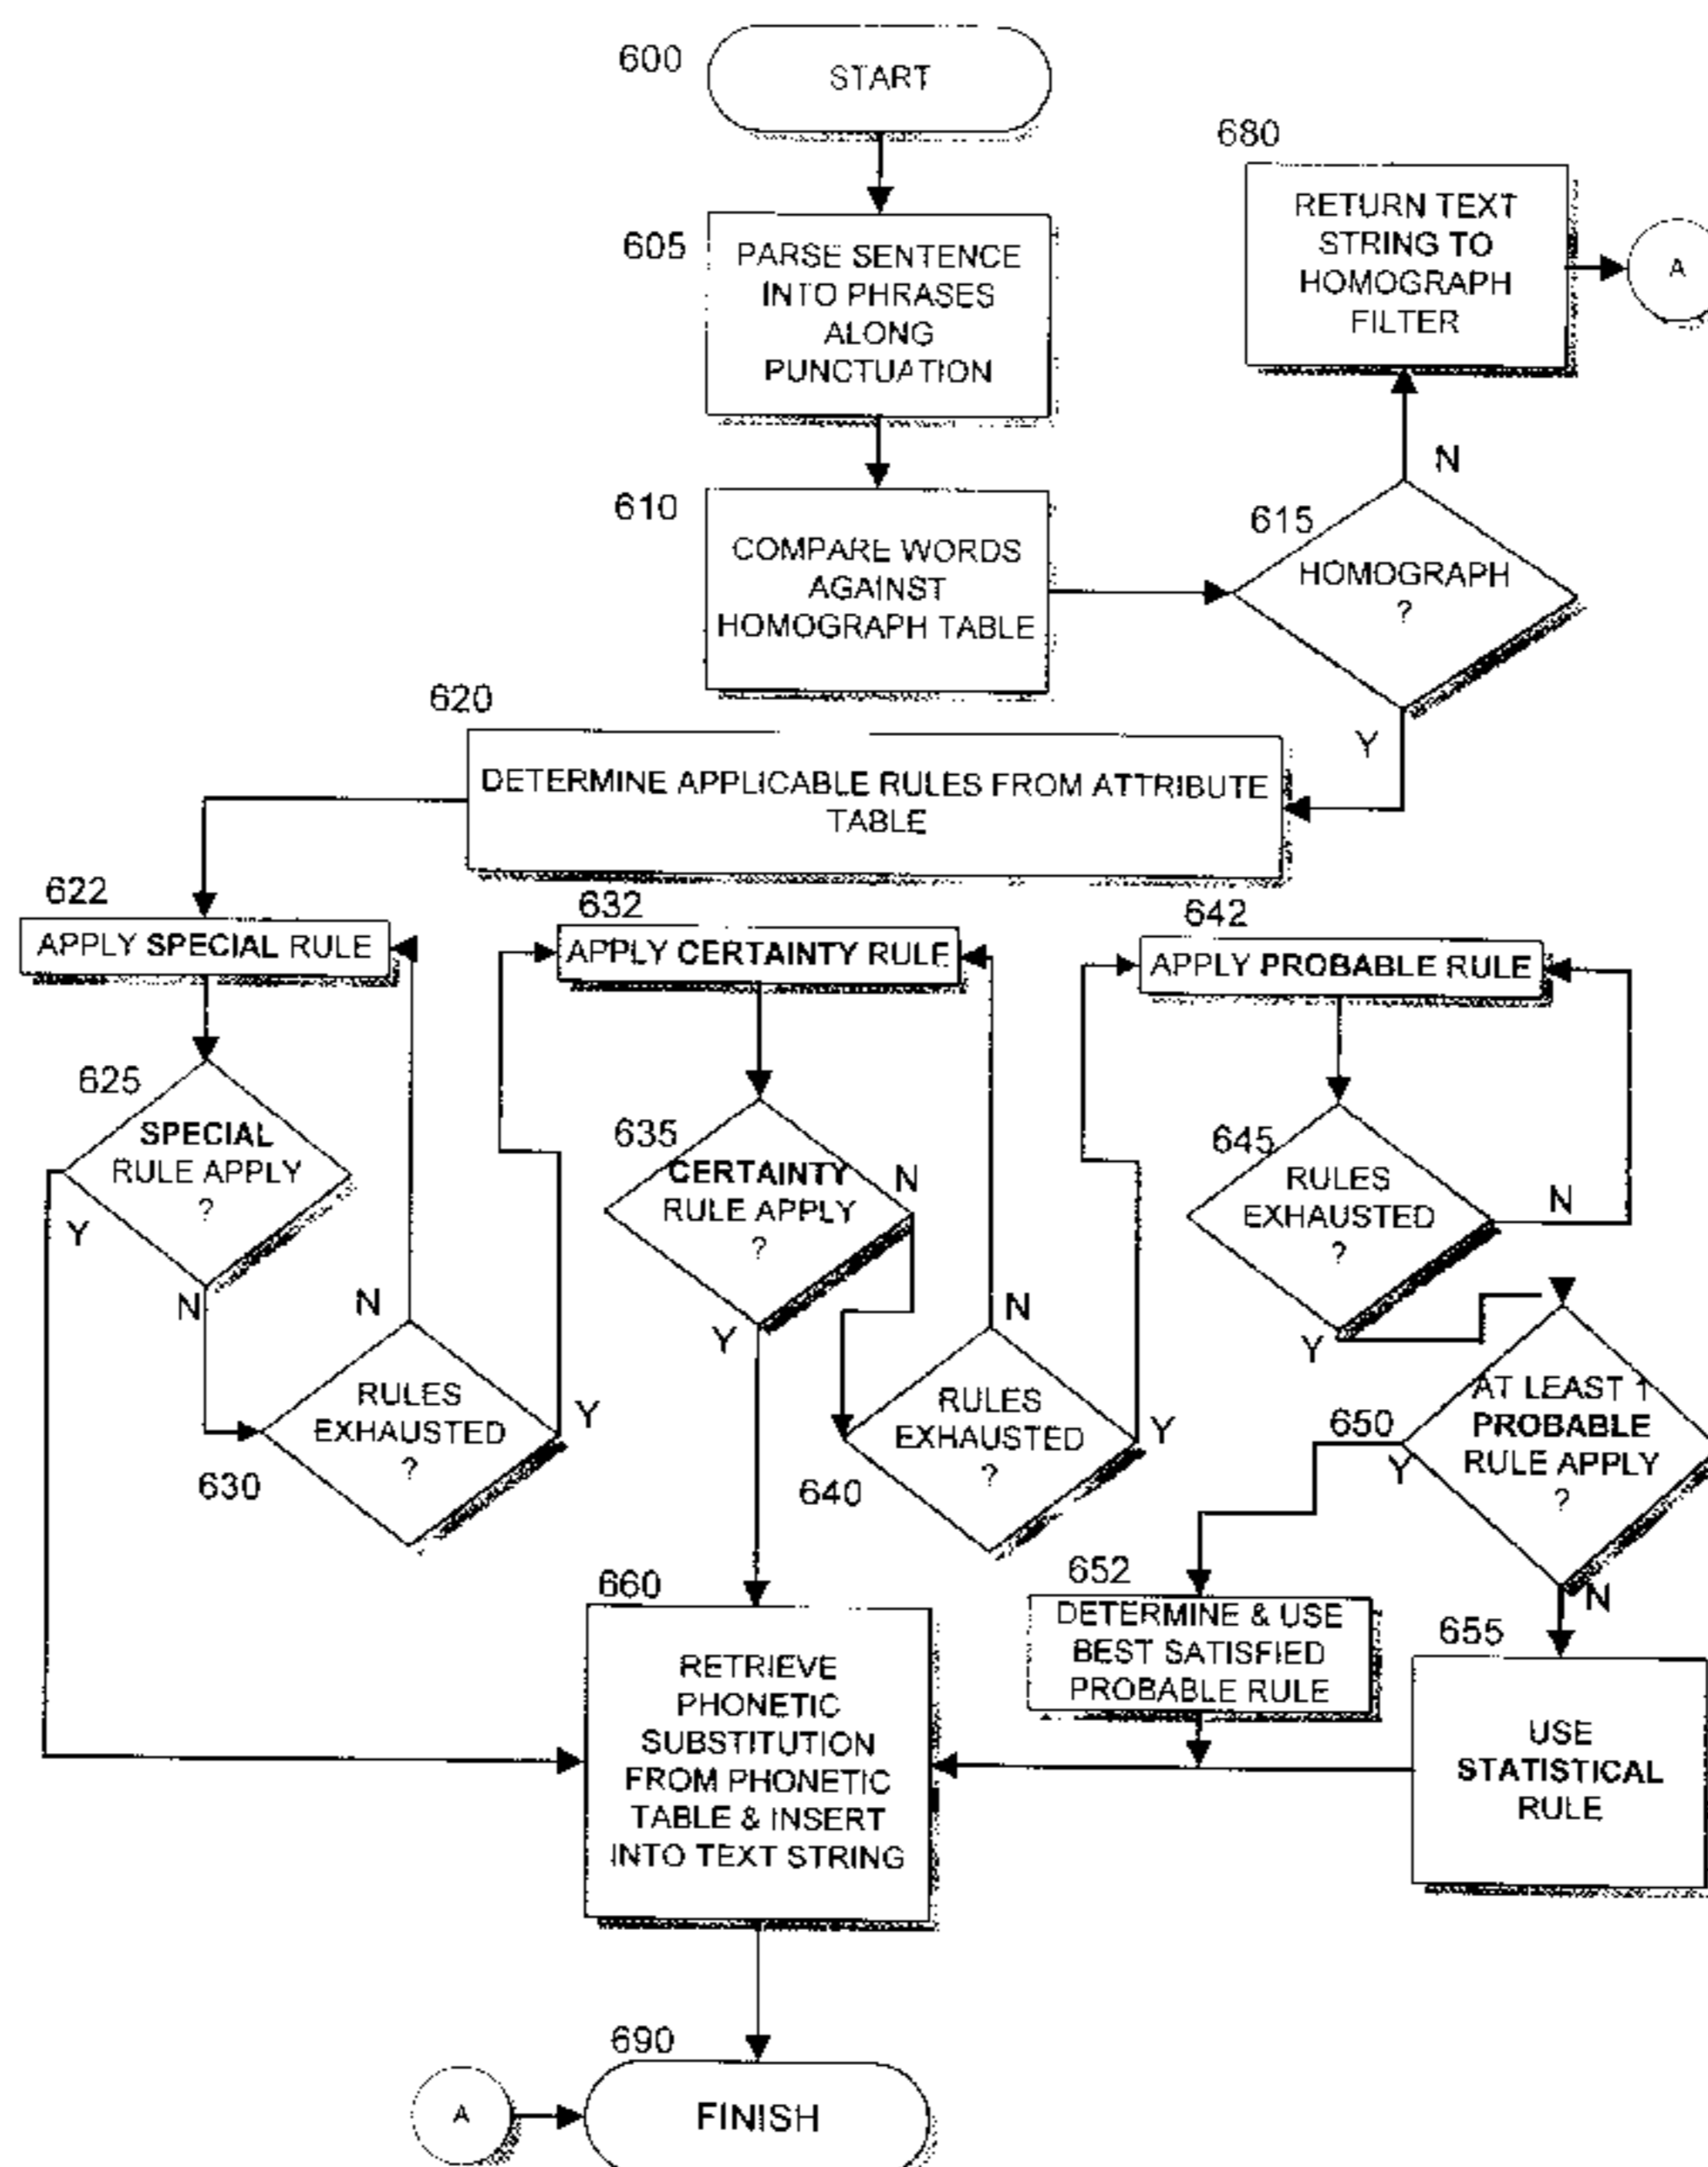 600
START
605
PARSE SENTENCE
INTO PHRASES
ALONG
PUNCTUATION
680
RETURN TEXT
STRING TO
HOMOGRAPH
FILTER
A
610
COMPARE WORDS
AGAINST
HOMOGRAPH TABLE
615
HOMOGRAPH
?
N
Y
620
DETERMINE APPLICABLE RULES FROM ATTRIBUTE
TABLE
622
APPLY SPECIAL RULE
625
SPECIAL
RULE APPLY
?
Y
N
630
RULES
EXHAUSTED
?
N
Y
632
APPLY CERTAINTY RULE
635
CERTAINTY
RULE APPLY
?
N
Y
640
RULES
EXHAUSTED
?
N
Y
642
APPLY PROBABLE RULE
645
RULES
EXHAUSTED
?
N
Y
650
AT LEAST 1
PROBABLE
RULE APPLY
?
Y
N
652
DETERMINE & USE
BEST SATISFIED
PROBABLE RULE
655
USE
STATISTICAL
RULE
660
RETRIEVE
PHONETIC
SUBSTITUTION
FROM PHONETIC
TABLE & INSERT
INTO TEXT STRING
690
A
FINISH